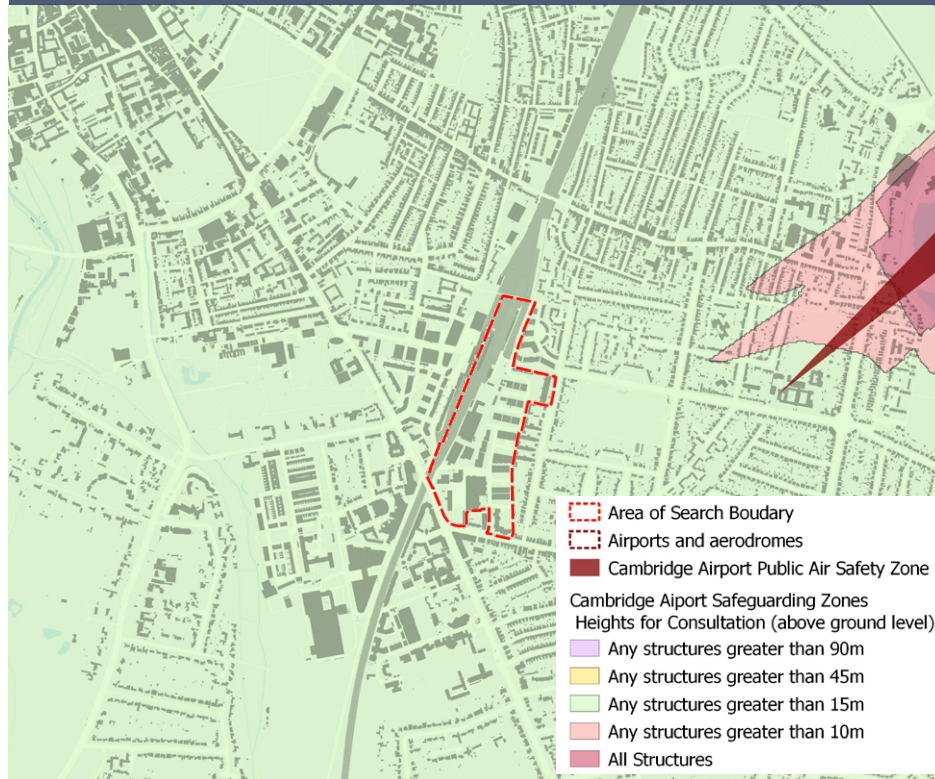 Area of Search Boudary
Airports and aerodromes
Cambridge Airport Public Air Safety Zone
Cambridge Aiport Safeguarding Zones
Heights for Consultation (above ground level)
Any structures greater than 90m
Any structures greater than 45m
Any structures greater than 15m
Any structures greater than 10m
All Structures